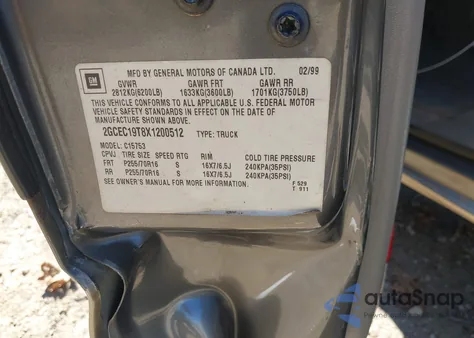 MFD BY GENERAL MOTORS OF CANADA LTD. 02/99
GM GVWR GAWR FRT GAWR RR
2812KG(6200LB) 1633KG(3600LB) 1701KG(3750LB)
THIS VEHICLE CONFORMS TO ALL APPLICABLE U.S. FEDERAL MOTOR
VEHICLE SAFETY STANDARDS IN EFFECT ON THE DATE OF
MANUFACTURE SHOWN ABOVE.
2GCEC19T8X1200512 TYPE: TRUCK
MODEL: C15753
CPVJ TIRE SIZE SPEED RTG RIM COLD TIRE PRESSURE
FRT P255/70R16 S 16X7/6.5J 240KPA(35PSI)
RR P255/70R16 S 16X7/6.5J 240KPA(35PSI)
SEE OWNER'S MANUAL FOR MORE INFORMATION. F 529
T 011
autoSnap